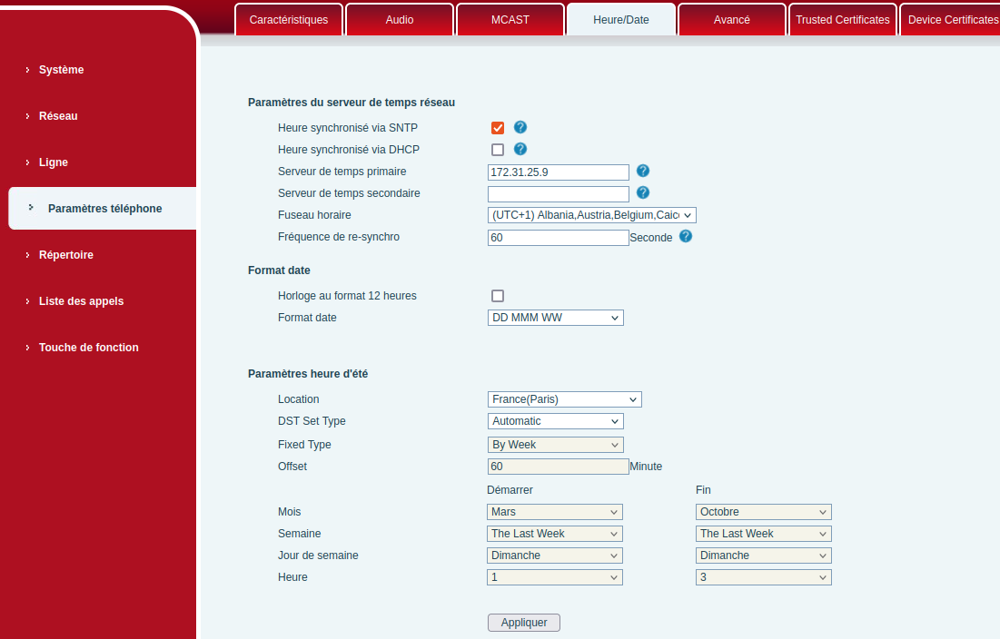 Caractéristiques Audio MCAST Heure/Date Avancé Trusted Certificates Device Certificates
Système
Réseau
Ligne
Paramètres téléphone
Répertoire
Liste des appels
Touche de fonction
Paramètres du serveur de temps réseau
Heure synchronisé via SNTP ?
Heure synchronisé via DHCP ?
Serveur de temps primaire 172.31.25.9 ?
Serveur de temps secondaire ?
Fuseau horaire (UTC+1) Albania,Austria,Belgium,Caico
Fréquence de re-synchro 60 Seconde ?
Format date
Horloge au format 12 heures
Format date DD MMM WW
Paramètres heure d'été
Location France(Paris)
DST Set Type Automatic
Fixed Type By Week
Offset 60 Minute
Démarrer Fin
Mois Mars Octobre
Semaine The Last Week The Last Week
Jour de semaine Dimanche Dimanche
Heure 1 3
Appliquer